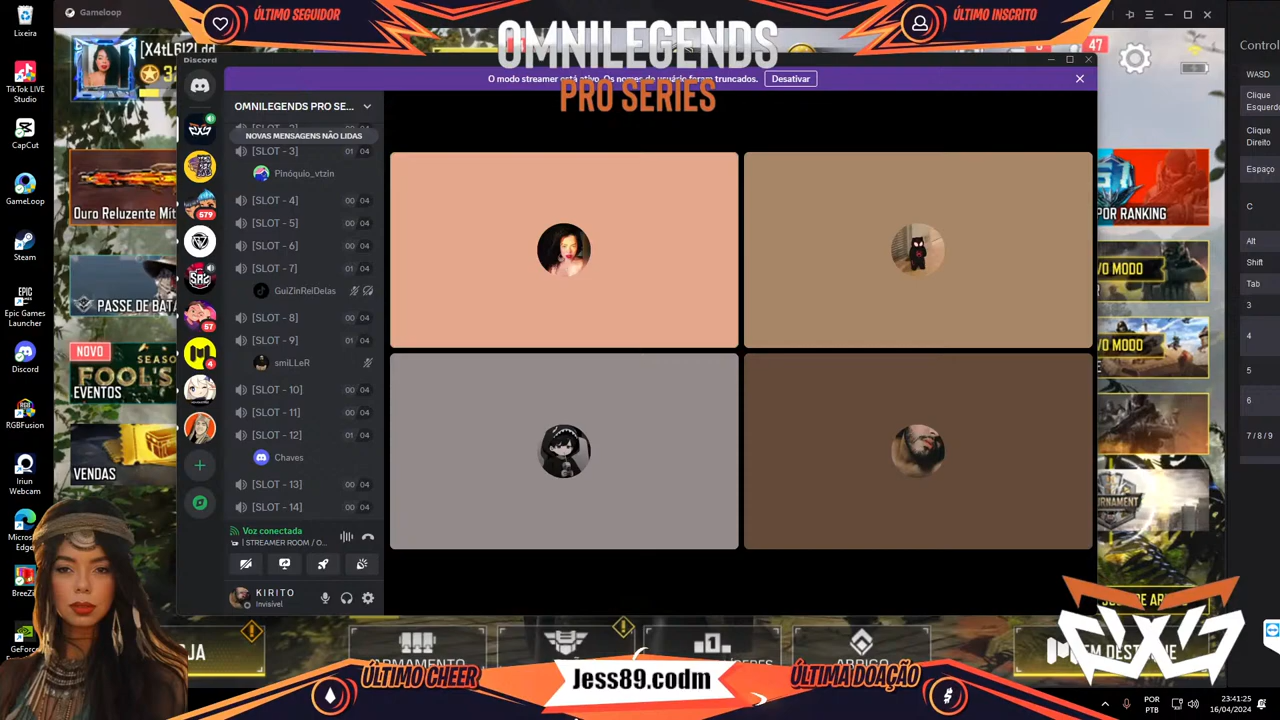 Lixeira
TikTok LIVE
Studio
CapCut
GameLoop
Steam
Epic Games
Launcher
Discord
RGBFusion
Iriun
Webcam
Edge
Gameloop
ÚLTIMO SEGUIDOR
OMNILEGENDS
PRO SERIES
ÚLTIMO INSCRITO
47
Discord
O modo streamer está ativo. Os nomes de usuário foram truncados.
Desativar
OMNILEGENDS PRO SE...
NOVAS MENSAGENS NÃO LIDAS
[SLOT - 3] 01 04
PInóquio_vtzin
[SLOT - 4] 00 04
[SLOT - 5] 00 04
[SLOT - 6] 00 04
[SLOT - 7] 01 04
GuiZinReiDelas
[SLOT - 8] 00 04
[SLOT - 9] 01 04
smiLLeR
[SLOT - 10] 00 04
[SLOT - 11] 00 04
[SLOT - 12] 01 04
Chaves
[SLOT - 13] 00 04
[SLOT - 14] 00 04
Voz conectada
| STREAMER ROOM / O...
KIRITO
Invisível
679
57
4
Ouro Reluzente Mít
PASSE DE BATA
NOVO
SEASO
FOOL'S
EVENTOS
VENDAS
POR RANKING
VO MODO
VO MODO
Control
WASD
Clique
Esquerdo
Clique
Direito
Espaço
C
Alt
Shift
Tab
3
4
5
6
7/8/9
ÚLTIMO CHEER
Jess89.codm
ÚLTIMA DOAÇÃO
POR
PTB
23:41:25
16/04/2024